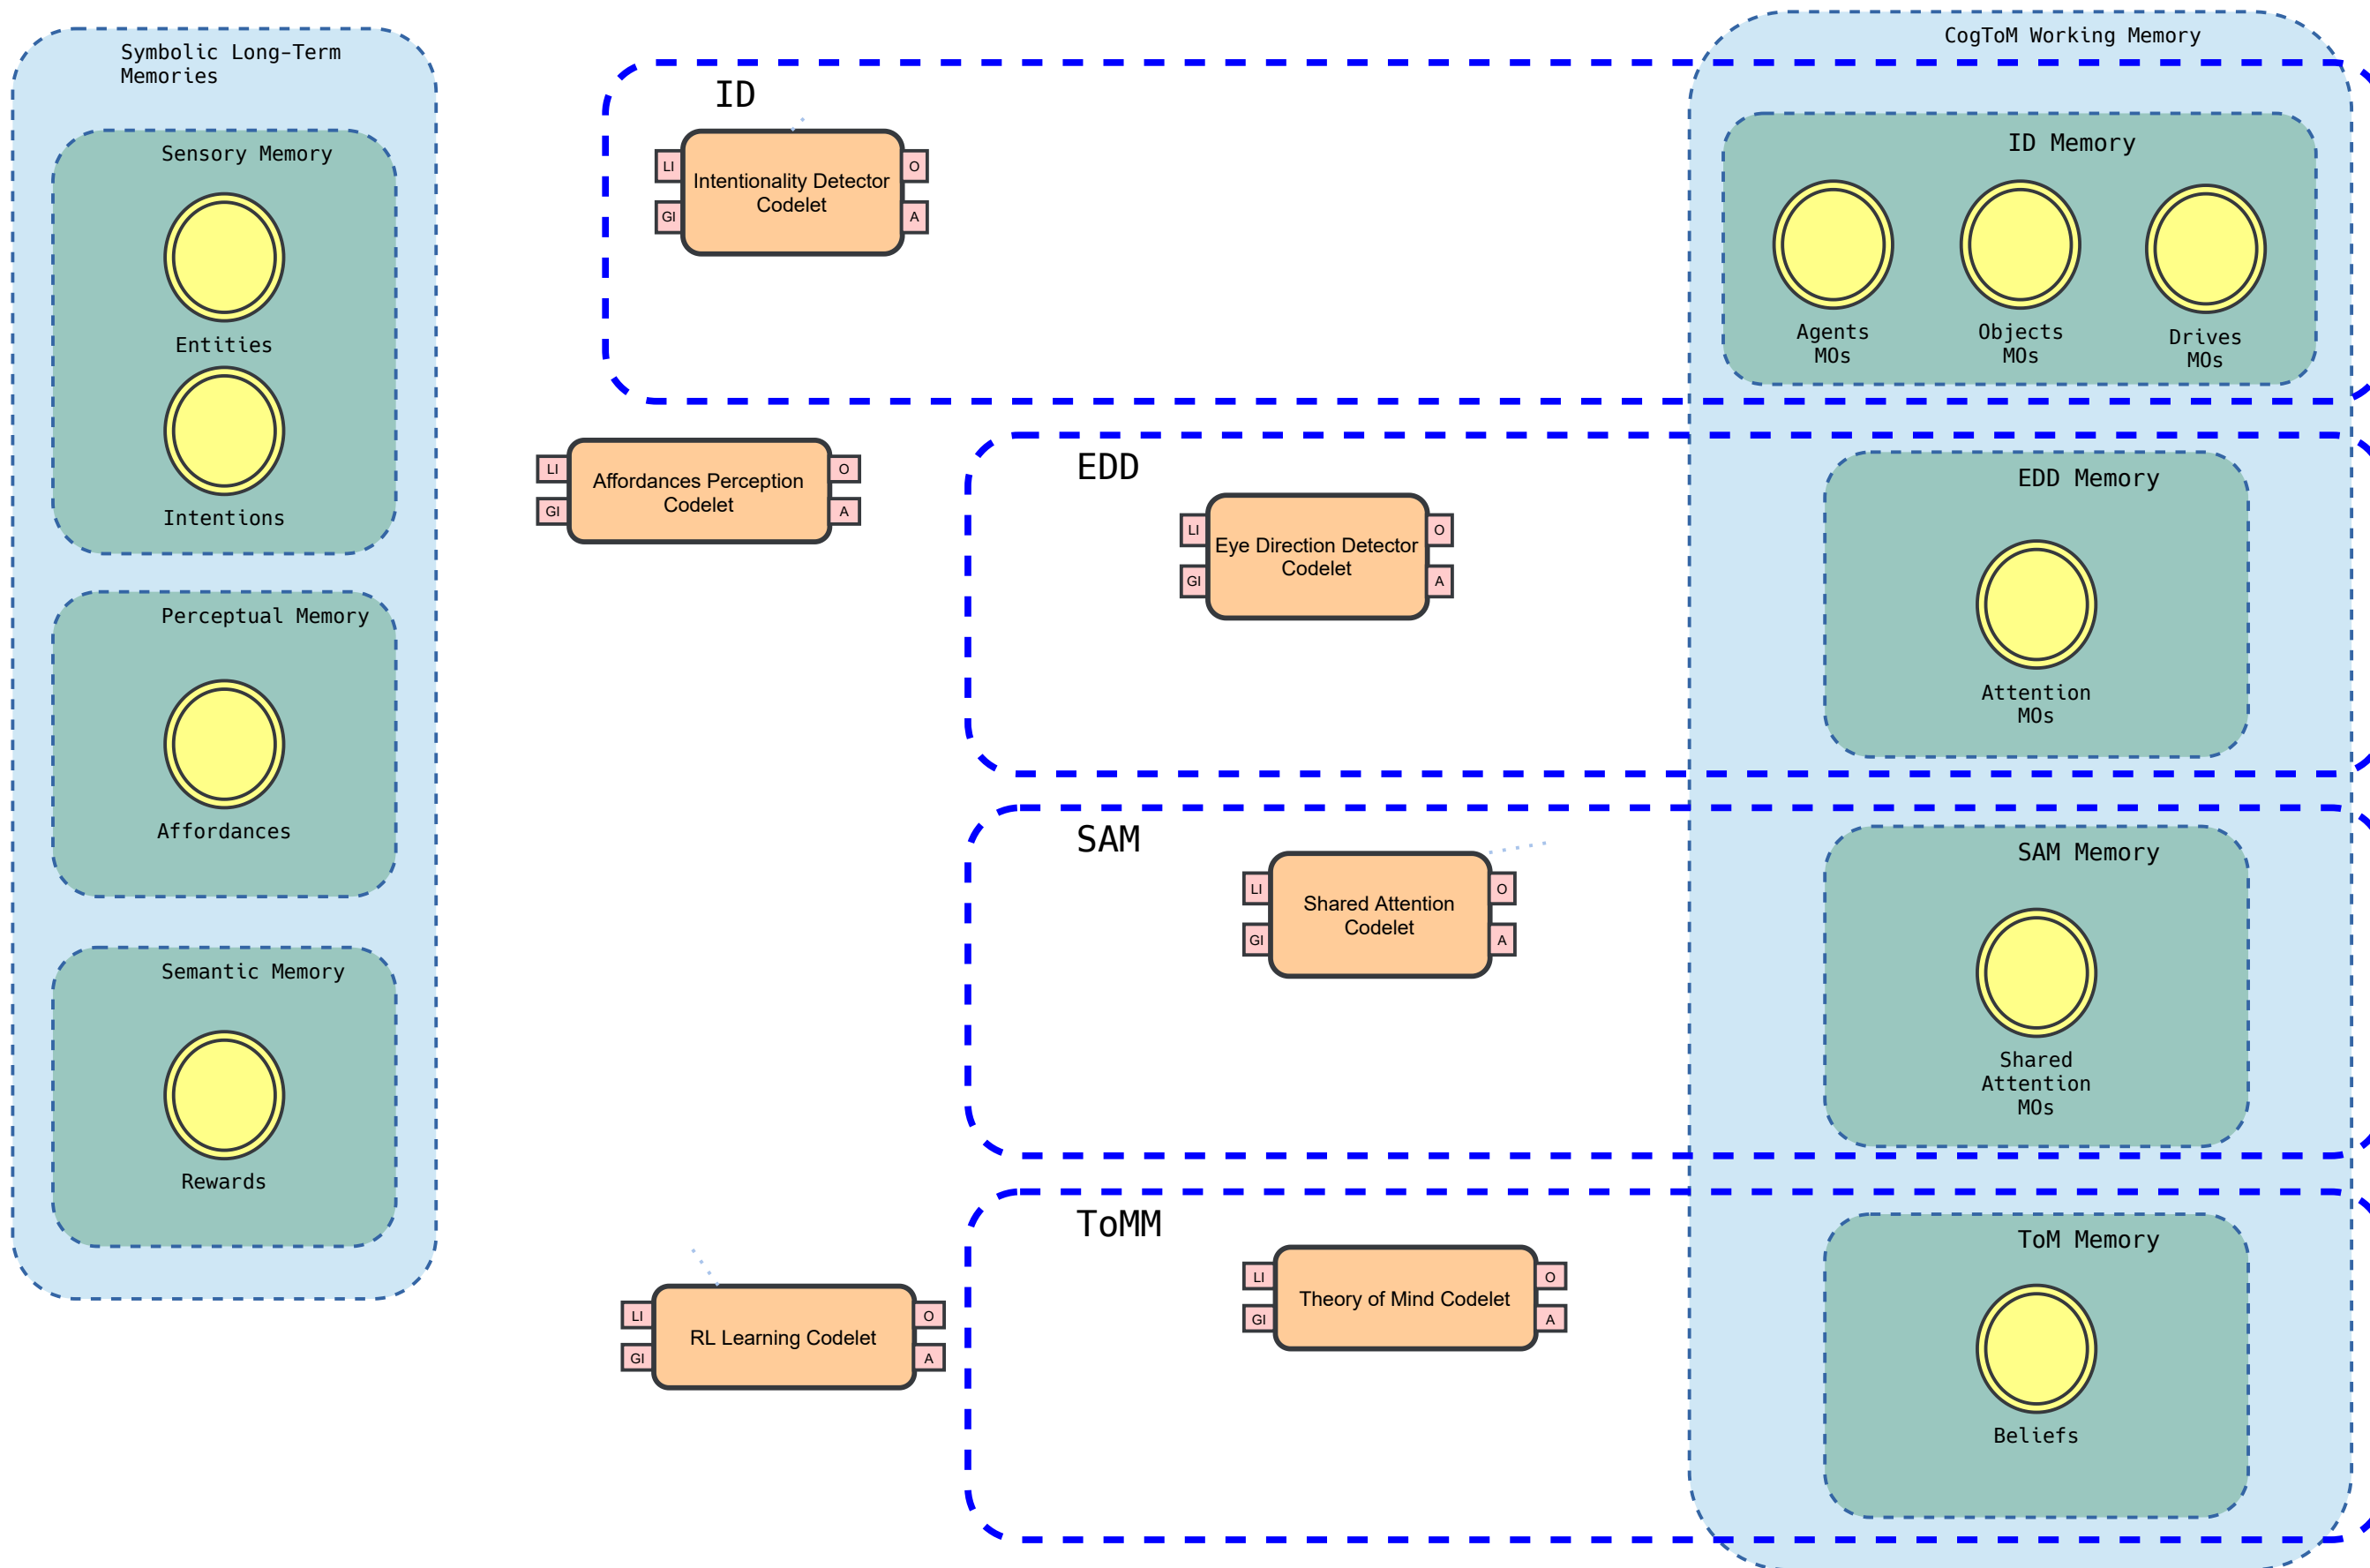 Symbolic Long-Term
Memories
Sensory Memory
Entities
Intentions
Perceptual Memory
Affordances
Semantic Memory
Rewards
ID
LI
GI
Intentionality Detector
Codelet
O
A
LI
GI
Affordances Perception
Codelet
O
A
EDD
LI
GI
Eye Direction Detector
Codelet
O
A
SAM
LI
GI
Shared Attention
Codelet
O
A
ToMM
LI
GI
Theory of Mind Codelet
O
A
LI
GI
RL Learning Codelet
O
A
CogToM Working Memory
ID Memory
Agents
MOs
Objects
MOs
Drives
MOs
EDD Memory
Attention
MOs
SAM Memory
Shared
Attention
MOs
ToM Memory
Beliefs